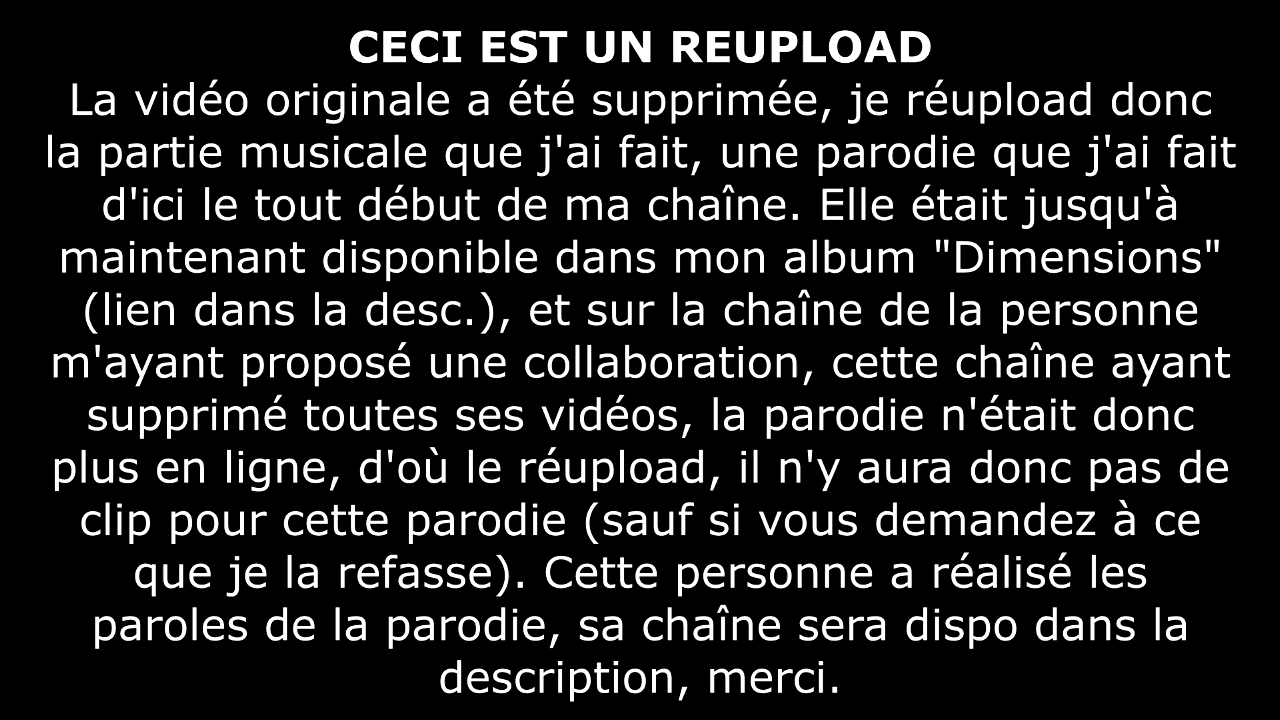 CECI EST UN REUPLOAD
La vidéo originale a été supprimée, je réupload donc
la partie musicale que j'ai fait, une parodie que j'ai fait
d'ici le tout début de ma chaîne. Elle était jusqu'à
maintenant disponible dans mon album "Dimensions"
(lien dans la desc.), et sur la chaîne de la personne
m'ayant proposé une collaboration, cette chaîne ayant
supprimé toutes ses vidéos, la parodie n'était donc
plus en ligne, d'où le réupload, il n'y aura donc pas de
clip pour cette parodie (sauf si vous demandez à ce
que je la refasse). Cette personne a réalisé les
paroles de la parodie, sa chaîne sera dispo dans la
description, merci.